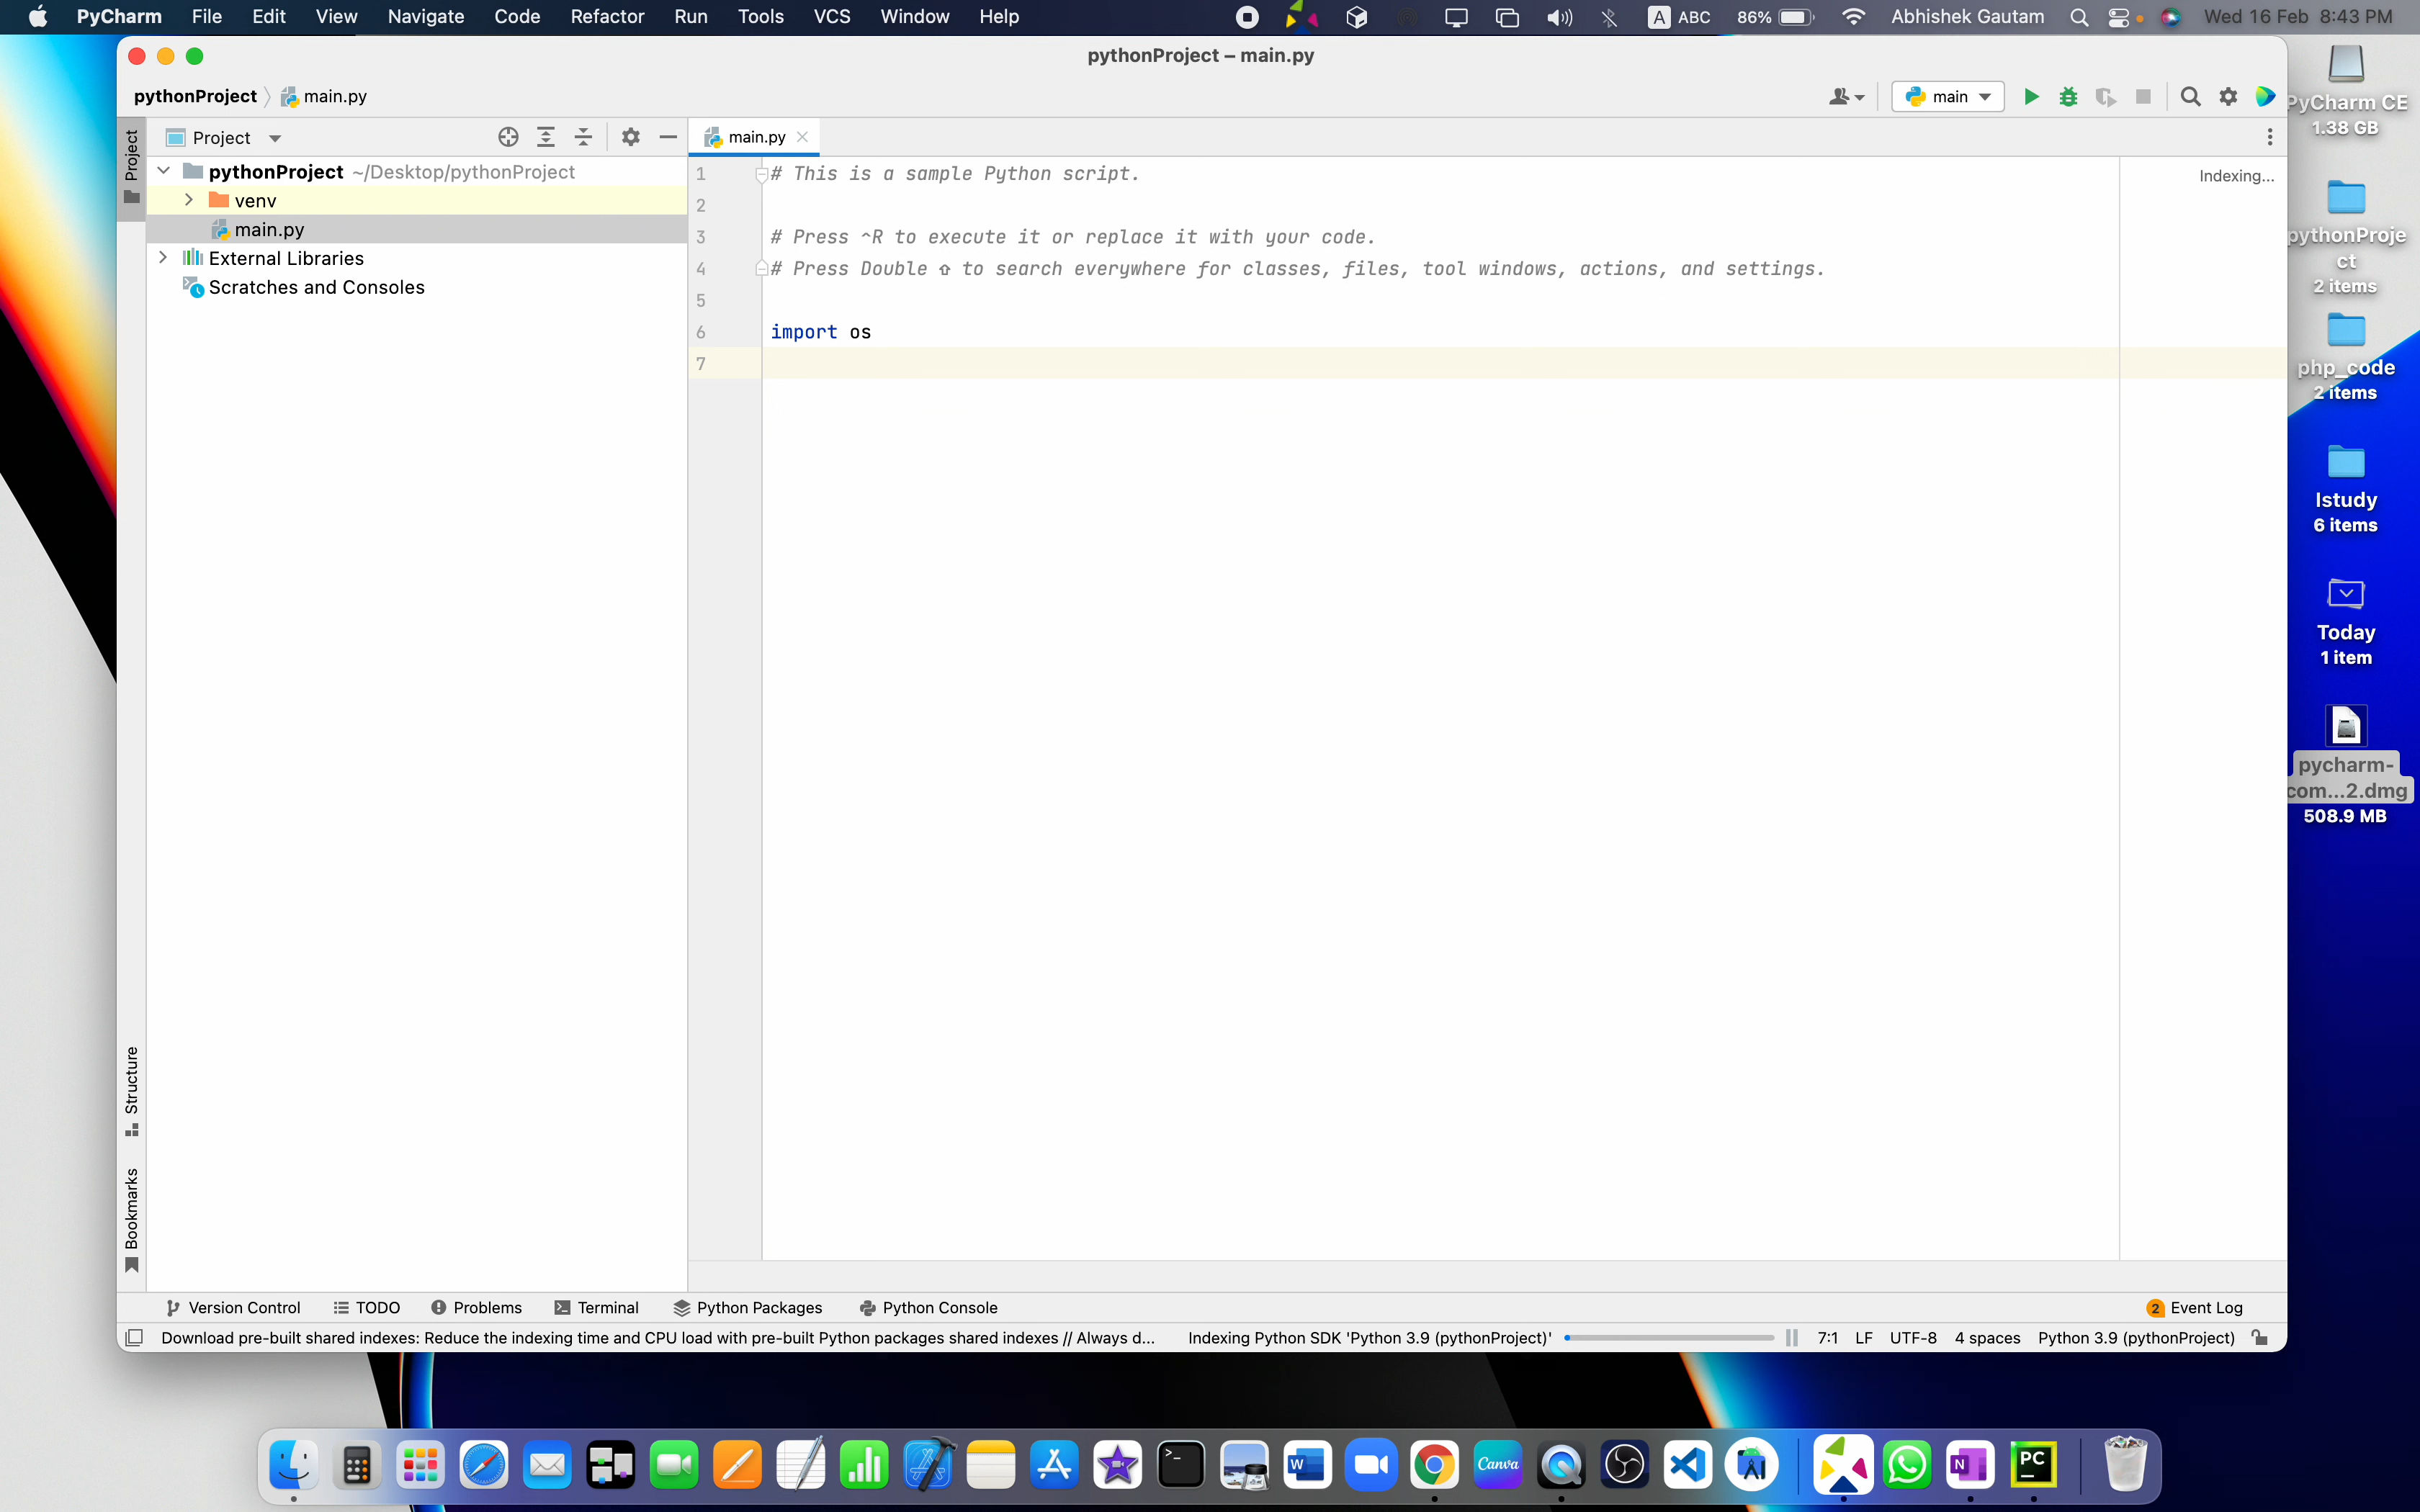 PyCharm File Edit View Navigate Code Refactor Run Tools VCS Window Help A ABC 86% Abhishek Gautam Wed 16 Feb 8:43 PM
pythonProject – main.py
pythonProject main.py main
Project main.py
Project
pythonProject ~/Desktop/pythonProject
venv
main.py
External Libraries
Scratches and Consoles
1 # This is a sample Python script.
Indexing...
2
3 # Press ^R to execute it or replace it with your code.
4 # Press Double ⇧ to search everywhere for classes, files, tool windows, actions, and settings.
5
6 import os
7
Structure
Bookmarks
Version Control TODO Problems Terminal Python Packages Python Console 2 Event Log
Download pre-built shared indexes: Reduce the indexing time and CPU load with pre-built Python packages shared indexes // Always d... Indexing Python SDK 'Python 3.9 (pythonProject)' 7:1 LF UTF-8 4 spaces Python 3.9 (pythonProject)
PyCharm CE
1.38 GB
pythonProje
ct
2 items
php_code
2 items
Istudy
6 items
Today
1 item
pycharm-
com...2.dmg
508.9 MB
W Canva N PC